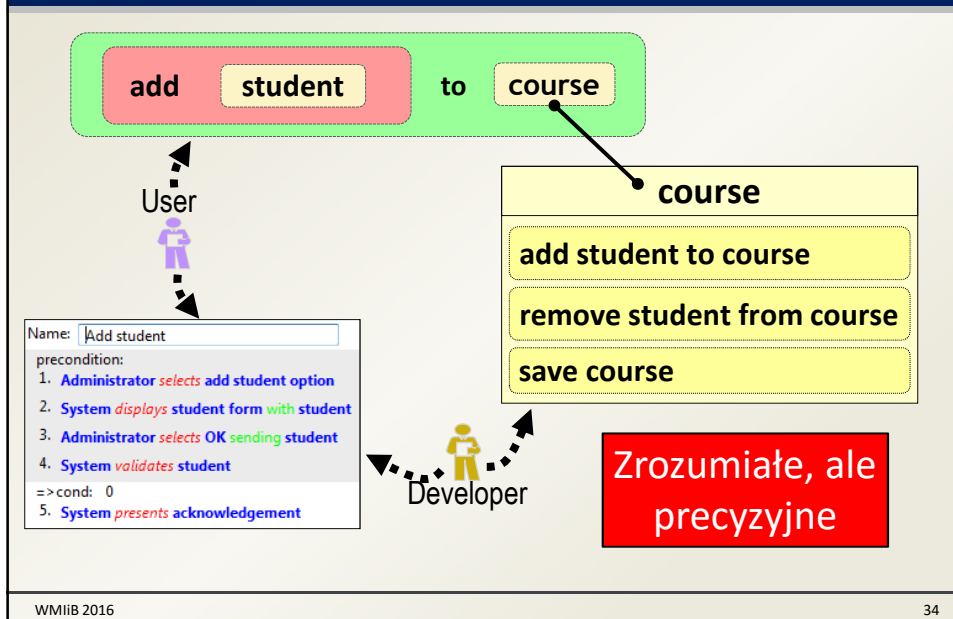 add student to course
User
course
add student to course
remove student from course
save course
Name: Add student
precondition:
1. Administrator selects add student option
2. System displays student form with student
3. Administrator selects OK sending student
4. System validates student
=>cond: 0
5. System presents acknowledgement
Developer
Zrozumiałe, ale
precyzyjne
WMIiB 2016
34